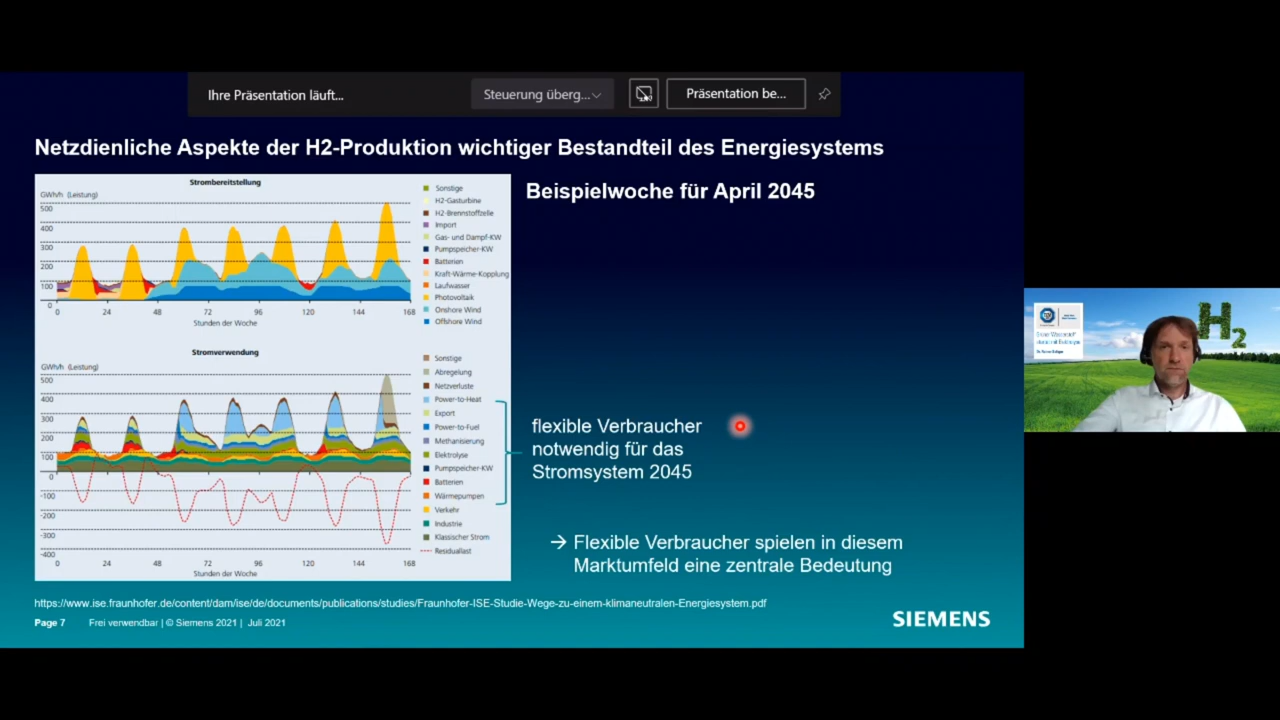 Ihre Präsentation läuft...
Steuerung überg...
Präsentation be...
Netzdienliche Aspekte der H2-Produktion wichtiger Bestandteil des Energiesystems
Beispielwoche für April 2045
Strombereitstellung
GWh/h (Leistung)
500
400
300
200
100
0
0 24 48 72 96 120 144 168
Stunden der Woche
Sonstige
H2-Gasturbine
H2-Brennstoffzelle
Import
Gas- und Dampf-KW
Pumpspeicher-KW
Batterien
Kraft-Wärme-Kopplung
Laufwasser
Photovoltaik
Onshore Wind
Offshore Wind
Stromverwendung
GWh/h (Leistung)
500
400
300
200
100
0
-100
-200
-300
-400
0 24 48 72 96 120 144 168
Stunden der Woche
Sonstige
Abregelung
Netzverluste
Power-to-Heat
Export
Power-to-Fuel
Methanisierung
Elektrolyse
Pumpspeicher-KW
Batterien
Wärmepumpen
Verkehr
Industrie
Klassischer Strom
Residuallast
flexible Verbraucher
notwendig für das
Stromsystem 2045
→ Flexible Verbraucher spielen in diesem
Marktumfeld eine zentrale Bedeutung
https://www.ise.fraunhofer.de/content/dam/ise/de/documents/publications/studies/Fraunhofer-ISE-Studie-Wege-zu-einem-klimaneutralen-Energiesystem.pdf
Page 7 Frei verwendbar | © Siemens 2021 | Juli 2021
SIEMENS
H2